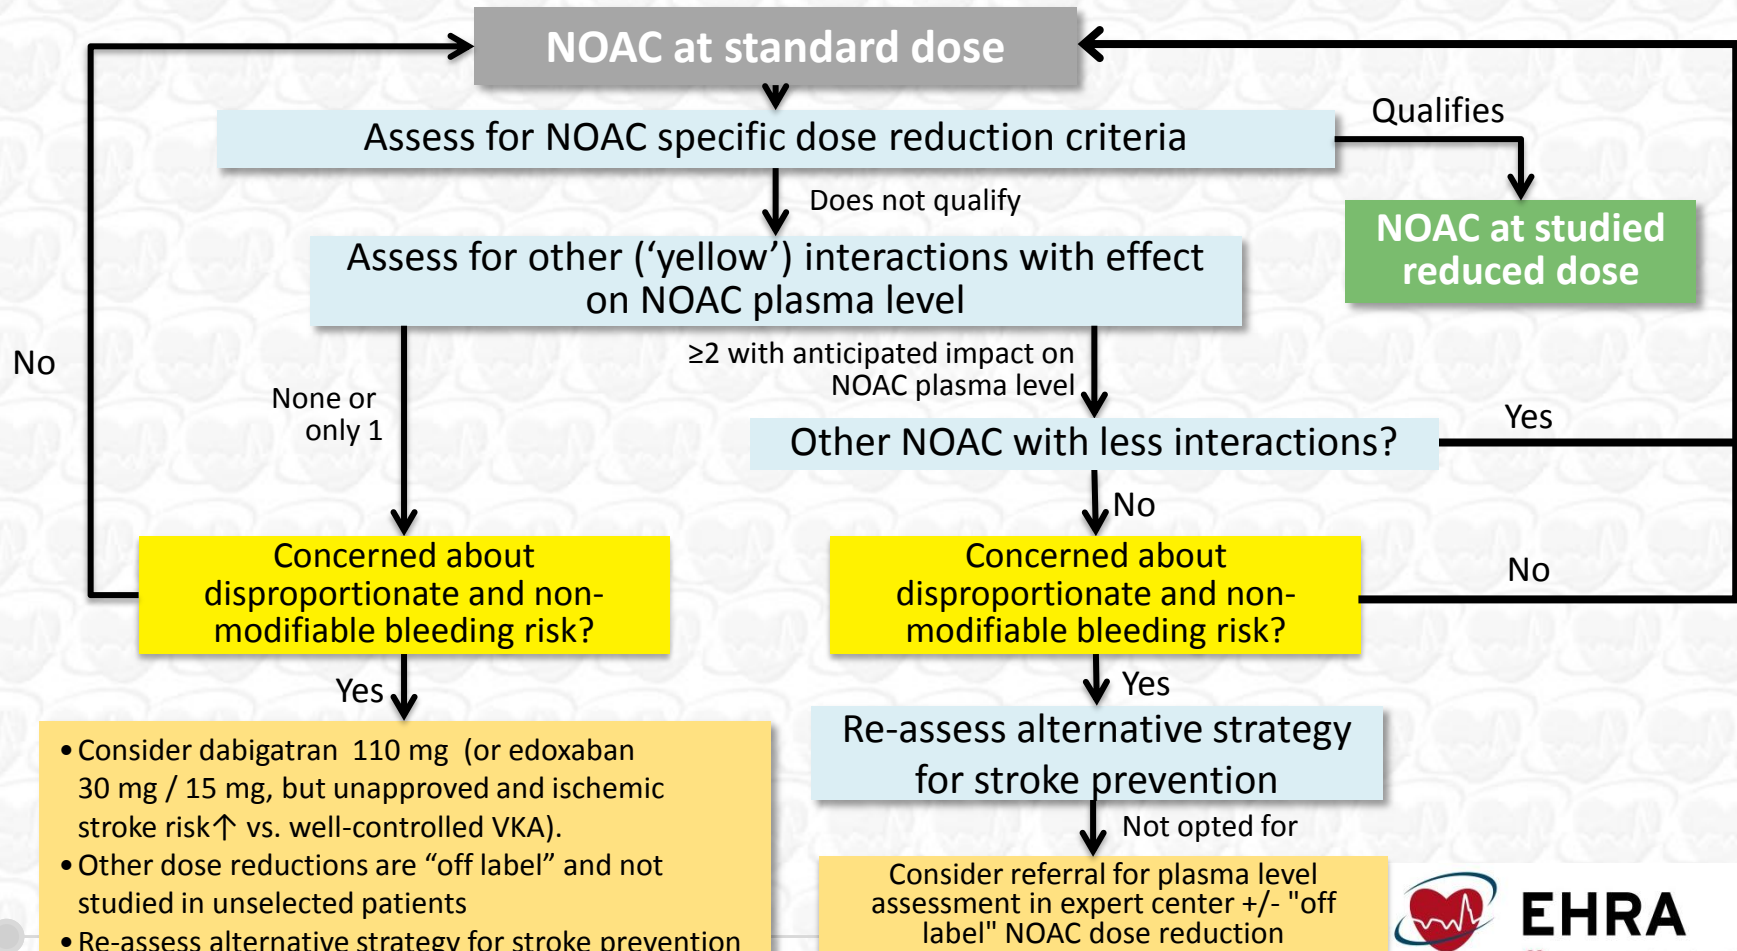 NOAC at standard dose
Assess for NOAC specific dose reduction criteria
Qualifies
Does not qualify
NOAC at studied
reduced dose
Assess for other (‘yellow’) interactions with effect
on NOAC plasma level
No
None or
only 1
≥2 with anticipated impact on
NOAC plasma level
Other NOAC with less interactions?
Yes
No
Concerned about
disproportionate and non-
modifiable bleeding risk?
Concerned about
disproportionate and non-
modifiable bleeding risk?
No
Yes
Yes
Re-assess alternative strategy
for stroke prevention
Not opted for
• Consider dabigatran 110 mg (or edoxaban
30 mg / 15 mg, but unapproved and ischemic
stroke risk↑ vs. well-controlled VKA).
• Other dose reductions are “off label” and not
studied in unselected patients
• Re-assess alternative strategy for stroke prevention
Consider referral for plasma level
assessment in expert center +/- "off
label" NOAC dose reduction
EHRA